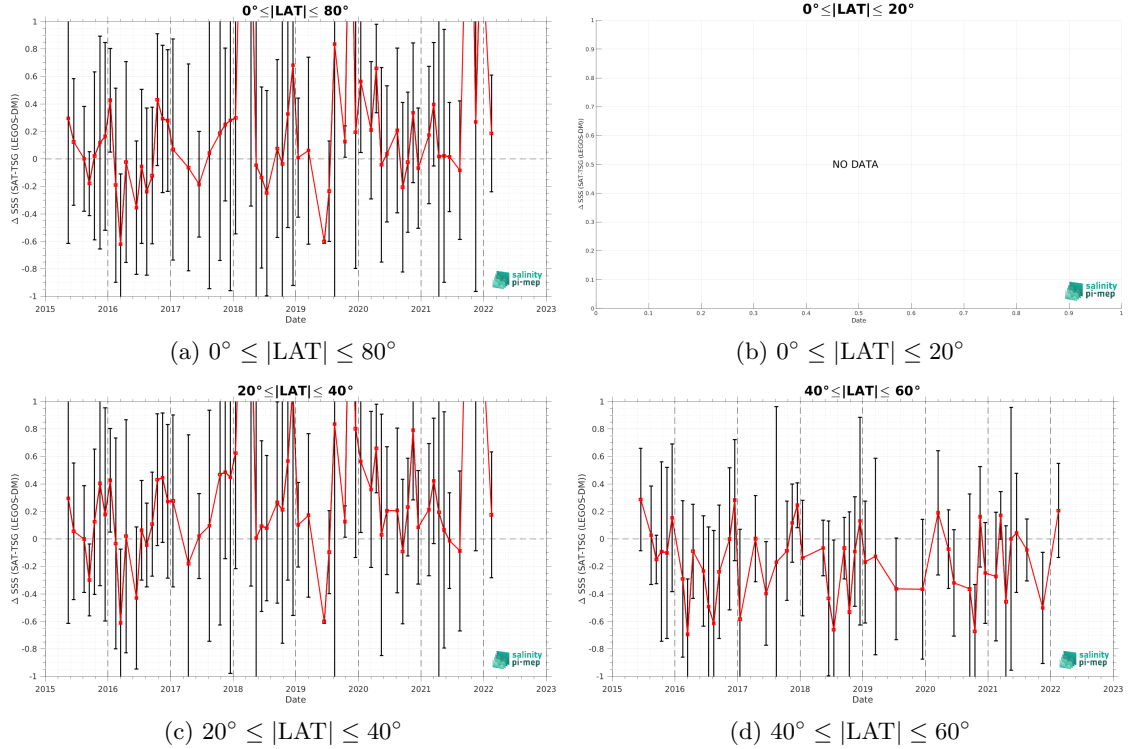 0°≤|LAT|≤ 80°
Δ SSS (SAT-TSG (LEGOS-DM))
1
0.8
0.6
0.4
0.2
0
-0.2
-0.4
-0.6
-0.8
-1
2015 2016 2017 2018 2019 2020 2021 2022 2023
Date
salinity
pi-mep
(a) 0° ≤ |LAT| ≤ 80°
0°≤|LAT|≤ 20°
Δ SSS (SAT-TSG (LEGOS-DM))
1
0.9
0.8
0.7
0.6
0.5
0.4
0.3
0.2
0.1
0
NO DATA
0 0.1 0.2 0.3 0.4 0.5 0.6 0.7 0.8 0.9 1
Date
salinity
pi-mep
(b) 0° ≤ |LAT| ≤ 20°
20°≤|LAT|≤ 40°
Δ SSS (SAT-TSG (LEGOS-DM))
1
0.8
0.6
0.4
0.2
0
-0.2
-0.4
-0.6
-0.8
-1
2015 2016 2017 2018 2019 2020 2021 2022 2023
Date
salinity
pi-mep
(c) 20° ≤ |LAT| ≤ 40°
40°≤|LAT|≤ 60°
Δ SSS (SAT-TSG (LEGOS-DM))
1
0.8
0.6
0.4
0.2
0
-0.2
-0.4
-0.6
-0.8
-1
2015 2016 2017 2018 2019 2020 2021 2022 2023
Date
salinity
pi-mep
(d) 40° ≤ |LAT| ≤ 60°